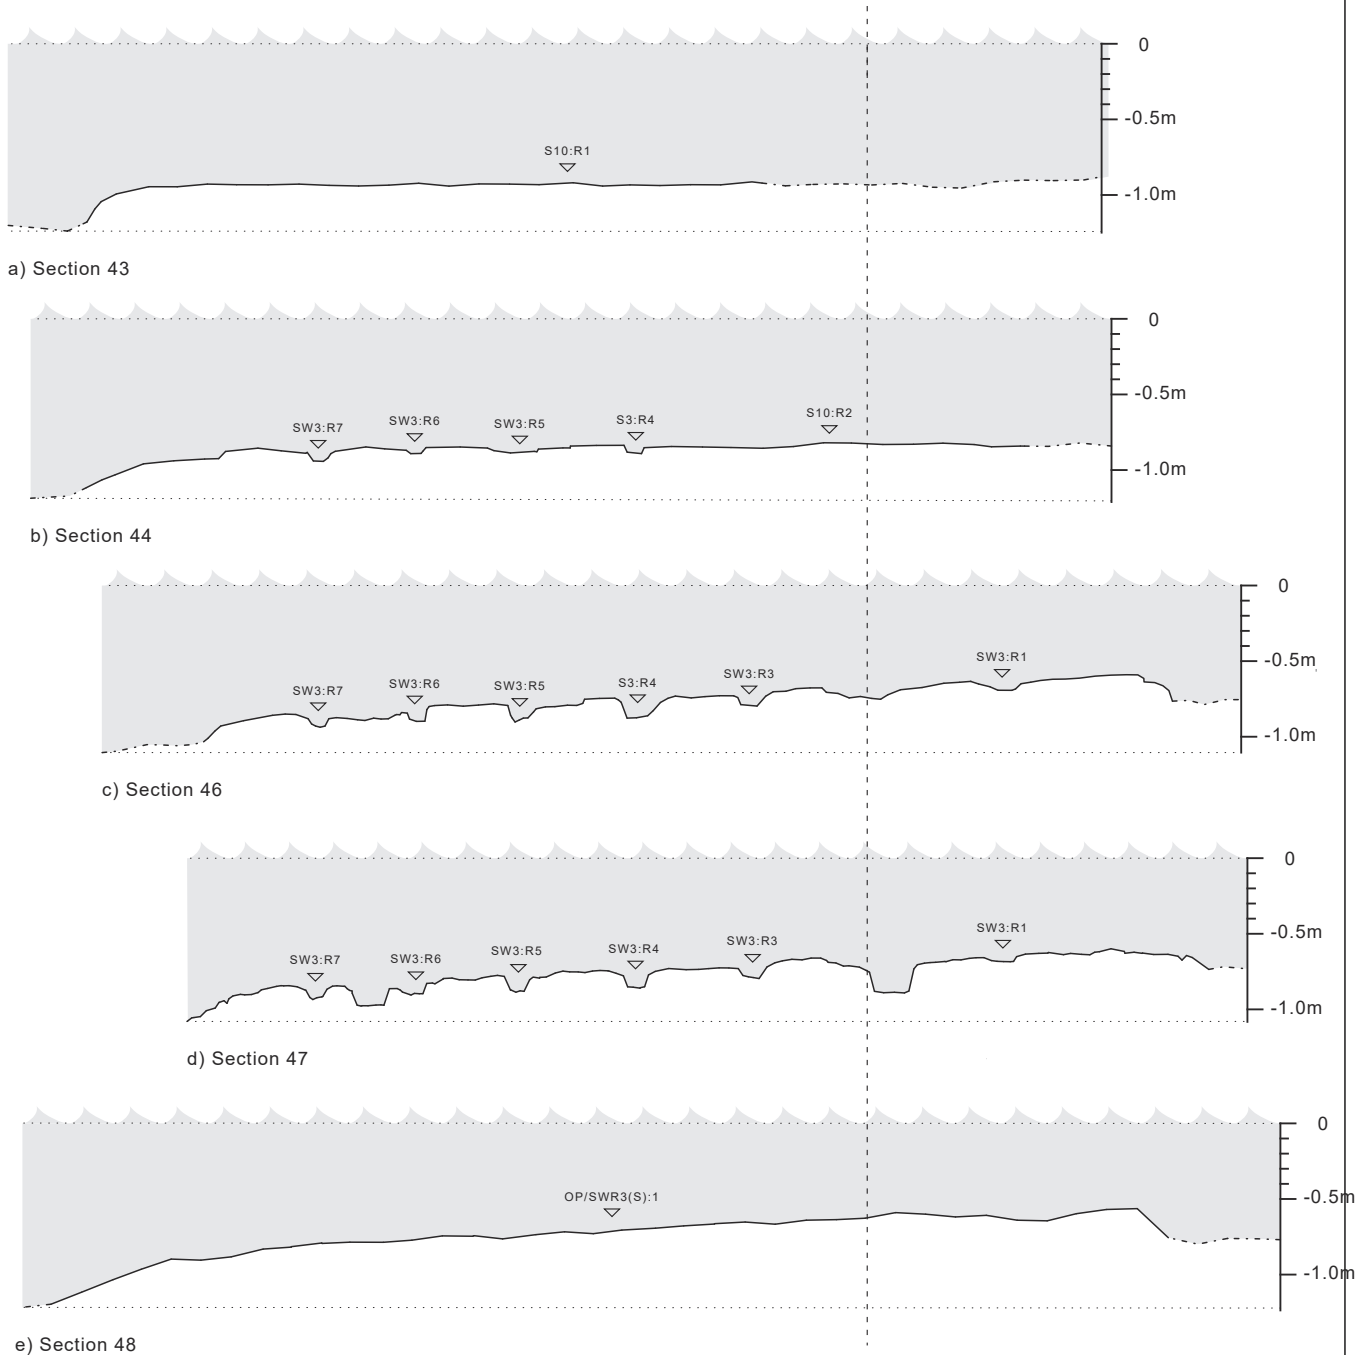 0
-0.5m
S10:R1
-1.0m
a) Section 43
0
-0.5m
SW3:R7 SW3:R6 SW3:R5 S3:R4 S10:R2
-1.0m
b) Section 44
0
-0.5m
SW3:R7 SW3:R6 SW3:R5 S3:R4 SW3:R3 SW3:R1
-1.0m
c) Section 46
0
-0.5m
SW3:R7 SW3:R6 SW3:R5 SW3:R4 SW3:R3 SW3:R1
-1.0m
d) Section 47
0
-0.5m
OP/SWR3(S):1
-1.0m
e) Section 48